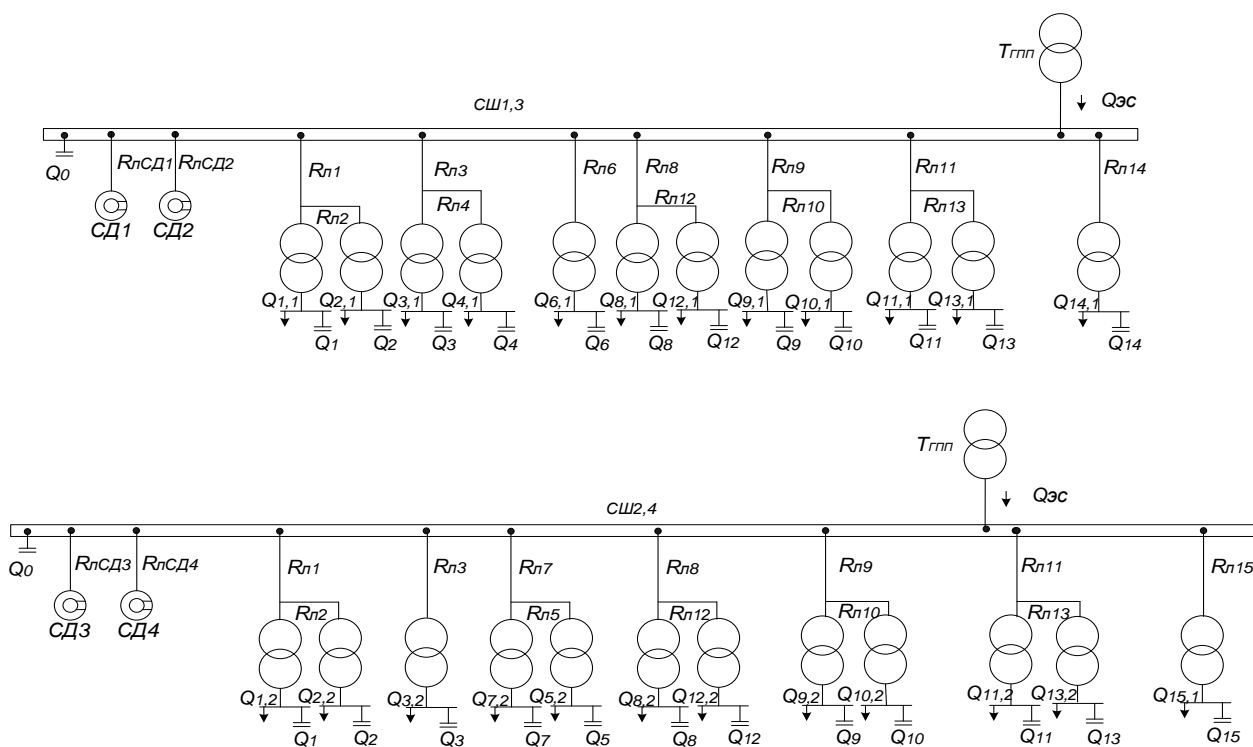 TГПП
СШ1,3
Qэс
Q0
RлСД1
RлСД2
Rл1
Rл3
Rл6
Rл8
Rл9
Rл11
Rл14
СД1
СД2
Rл2
Rл4
Rл12
Rл10
Rл13
Q1,1
Q2,1
Q3,1
Q4,1
Q6,1
Q8,1
Q12,1
Q9,1
Q10,1
Q11,1
Q13,1
Q14,1
Q1
Q2
Q3
Q4
Q6
Q8
Q12
Q9
Q10
Q11
Q13
Q14
TГПП
СШ2,4
Qэс
Q0
RлСД3
RлСД4
Rл1
Rл3
Rл7
Rл8
Rл9
Rл11
Rл15
СД3
СД4
Rл2
Rл5
Rл12
Rл10
Rл13
Q1,2
Q2,2
Q3,2
Q7,2
Q5,2
Q8,2
Q12,2
Q9,2
Q10,2
Q11,2
Q13,2
Q15,1
Q1
Q2
Q3
Q7
Q5
Q8
Q12
Q9
Q10
Q11
Q13
Q15